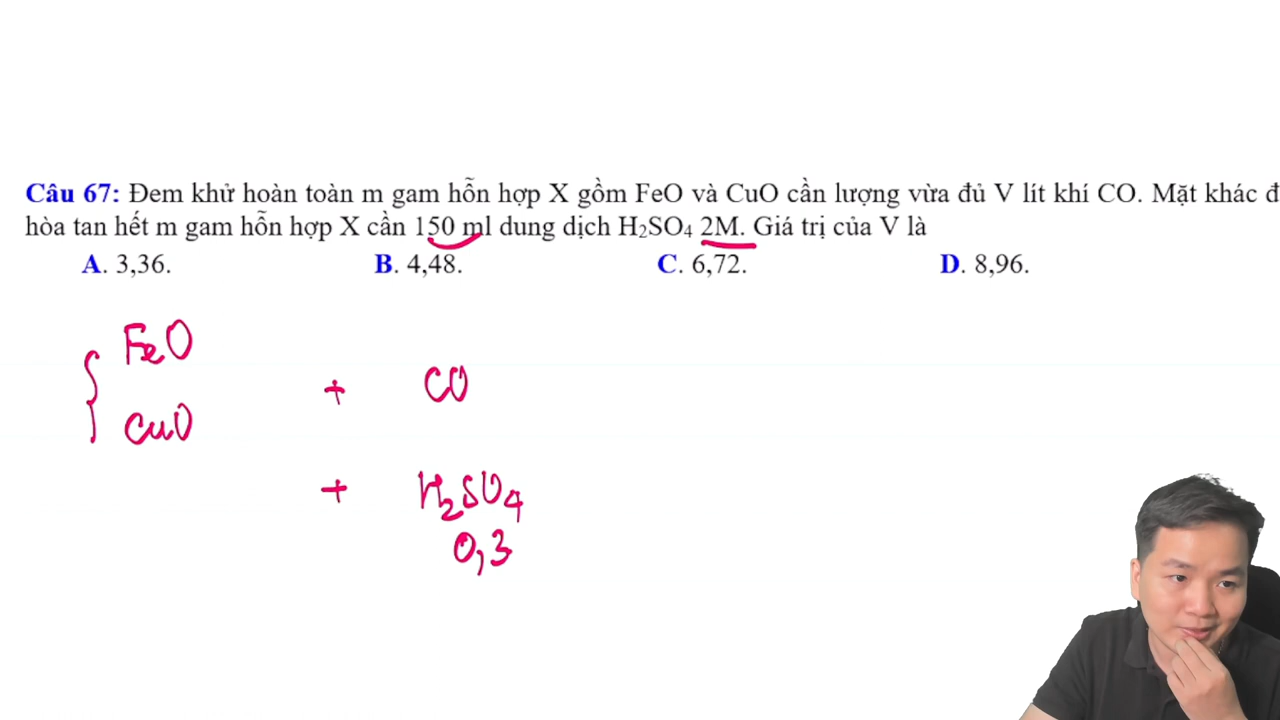 Câu 67: Đem khử hoàn toàn m gam hỗn hợp X gồm FeO và CuO cần lượng vừa đủ V lít khí CO. Mặt khác đ
hòa tan hết m gam hỗn hợp X cần 150 ml dung dịch H₂SO₄ 2M. Giá trị của V là
A. 3,36. B. 4,48. C. 6,72. D. 8,96.
FeO
+ CO
CuO
+ H₂SO₄
0,3